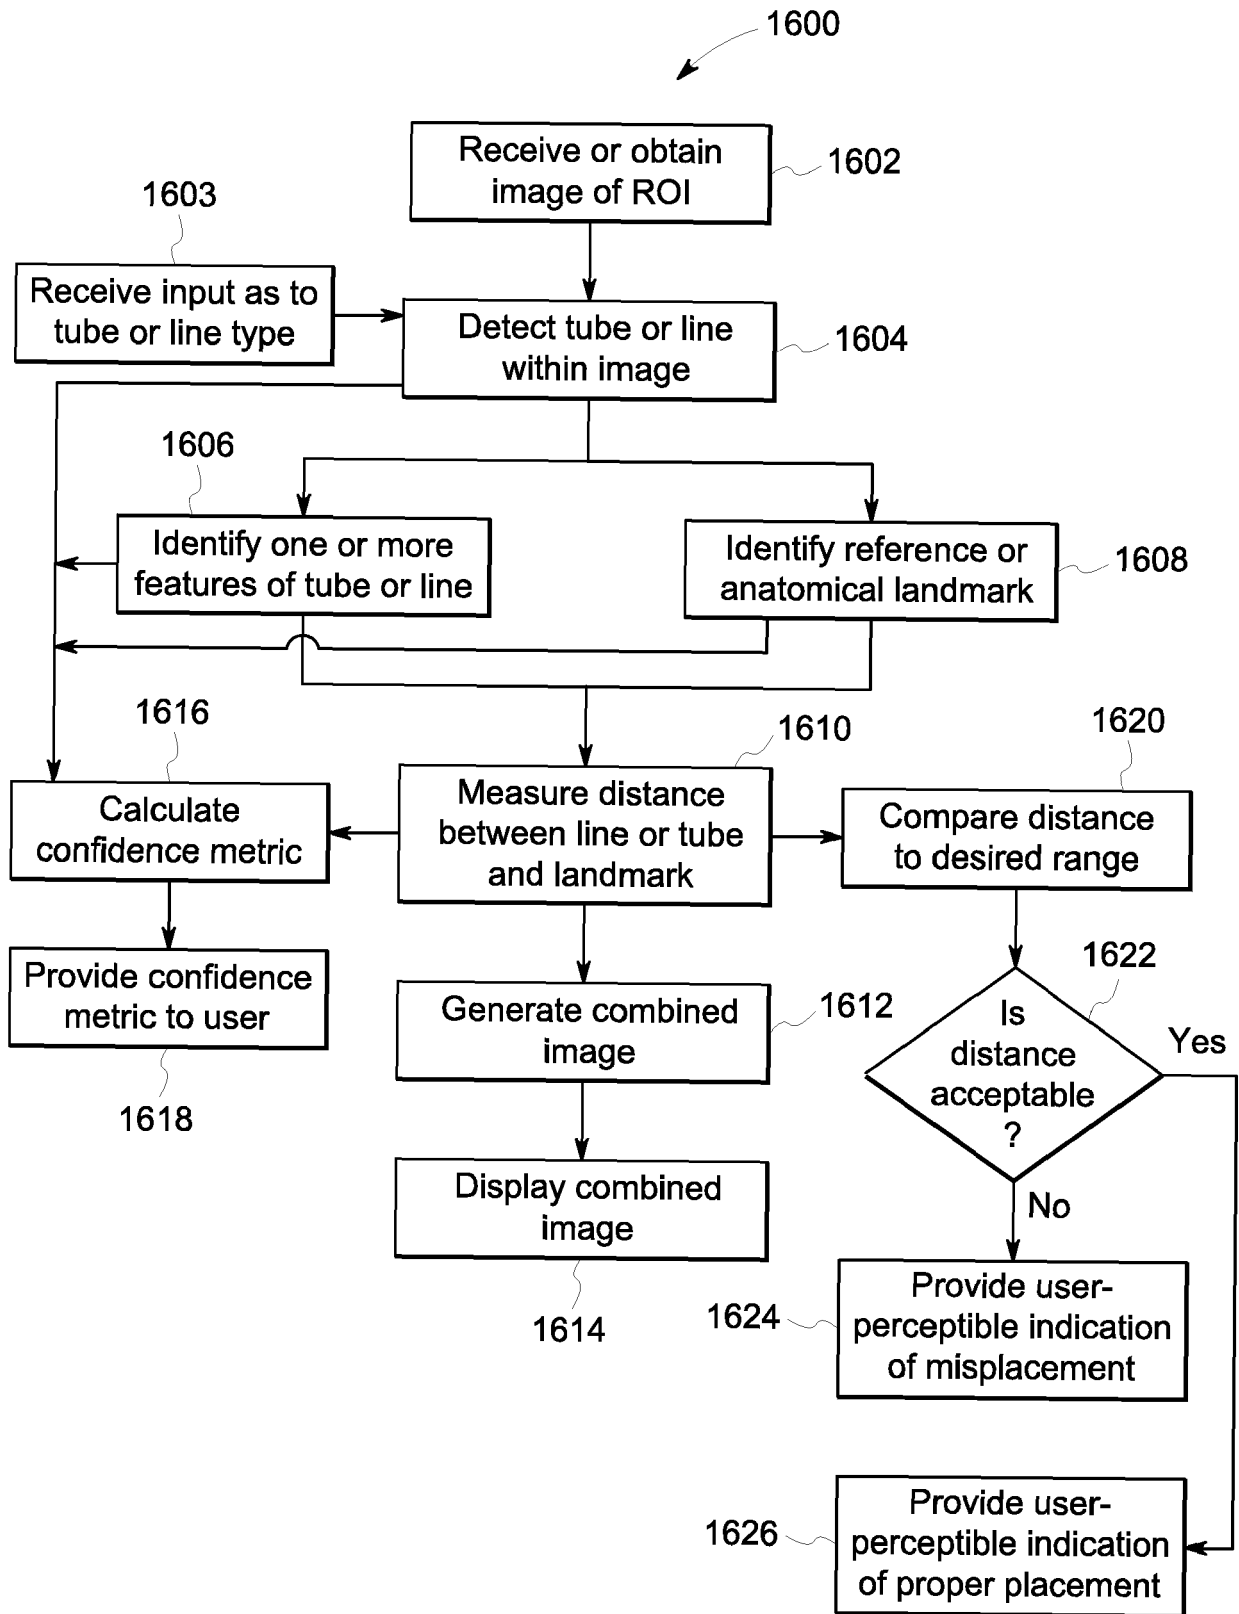 1600
Receive or obtain
image of ROI
1602
1603
Receive input as to
tube or line type
Detect tube or line
within image
1604
1606
Identify one or more
features of tube or line
Identify reference or
anatomical landmark
1608
1616
Calculate
confidence metric
1610
Measure distance
between line or tube
and landmark
1620
Compare distance
to desired range
Provide confidence
metric to user
1618
Generate combined
image
1612
1622
Is
distance
acceptable
?
Yes
No
Display combined
image
1614
1624
Provide user-
perceptible indication
of misplacement
1626
Provide user-
perceptible indication
of proper placement